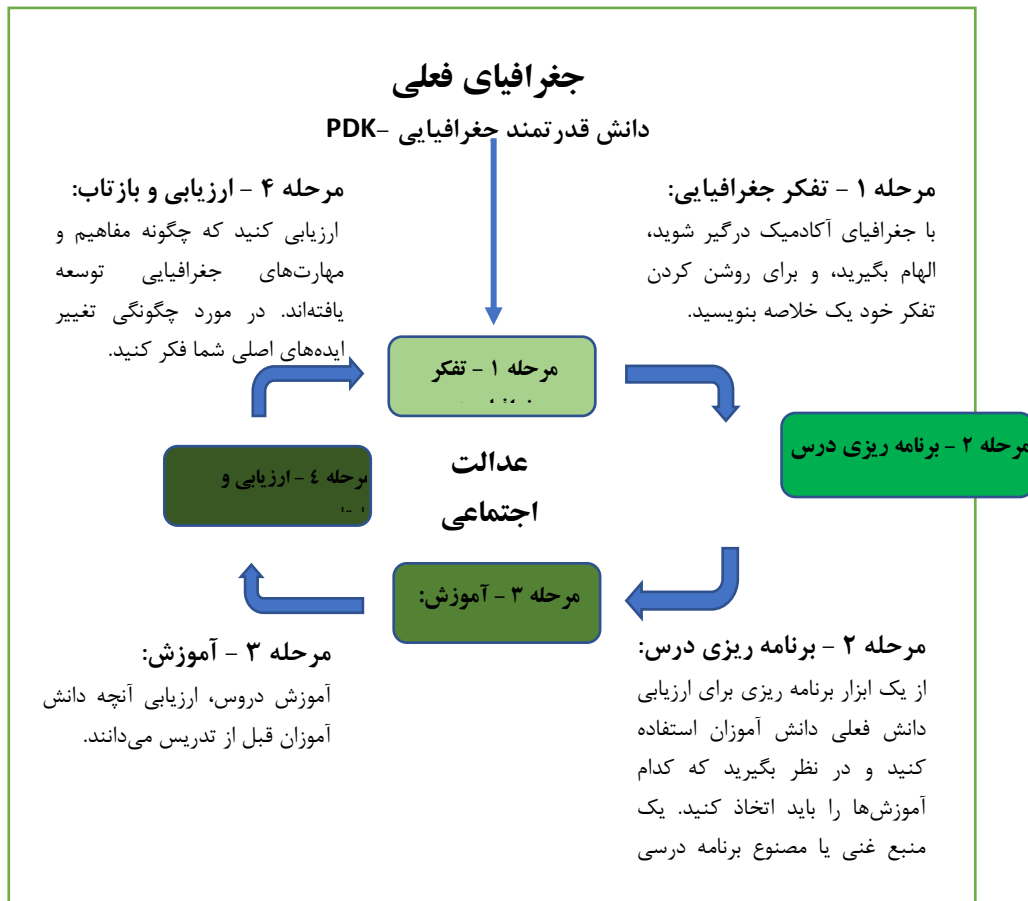 جغرافیای فعلی
دانش قدرتمند جغرافیایی –PDK
مرحله ۱ – تفکر جغرافیایی:
با جغرافیای آکادمیک درگیر شوید،
الهام بگیرید، و برای روشن کردن
تفکر خود یک خلاصه بنویسید.
مرحله ۴ – ارزیابی و بازتاب:
ارزیابی کنید که چگونه مفاهیم و
مهارت‌های جغرافیایی توسعه
یافته‌اند. در مورد چگونگی تغییر
ایده‌های اصلی شما فکر کنید.
مرحله ۱ – تفکر
مرحله ۲ – برنامه ریزی درس
مرحله ٤ – ارزیابی و
عدالت
اجتماعی
مرحله ۳ – آموزش:
مرحله ۲ – برنامه ریزی درس:
از یک ابزار برنامه ریزی برای ارزیابی
دانش فعلی دانش آموزان استفاده
کنید و در نظر بگیرید که کدام
آموزش‌ها را باید اتخاذ کنید. یک
منبع غنی یا مصنوع برنامه درسی
مرحله ۳ – آموزش:
آموزش دروس، ارزیابی آنچه دانش
آموزان قبل از تدریس می‌دانند.